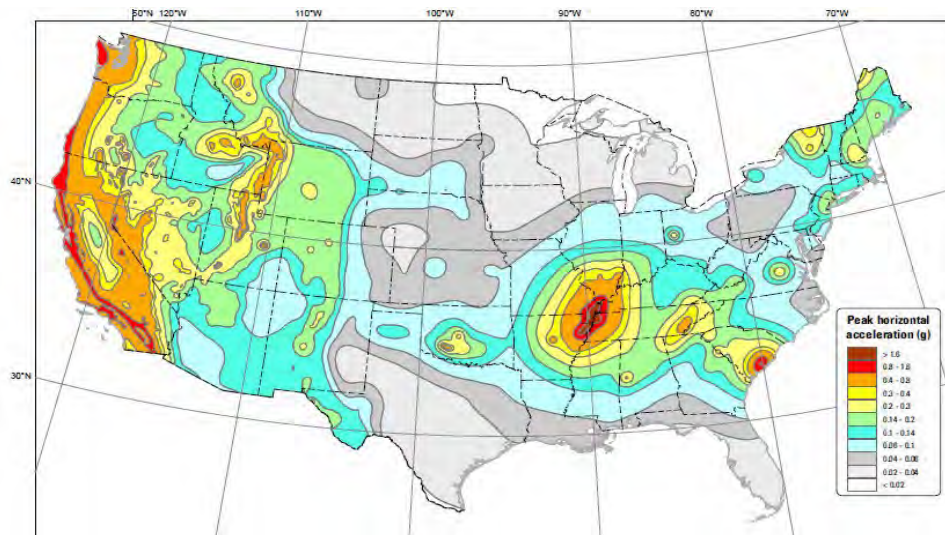 50°N 120°W 110°W 100°W 90°W 80°W 70°W
40°N
30°N
Peak horizontal
acceleration (g)
> 1.6
0.8 - 1.6
0.4 - 0.8
0.3 - 0.4
0.2 - 0.3
0.14 - 0.2
0.1 - 0.14
0.06 - 0.1
0.04 - 0.06
0.02 - 0.04
< 0.02